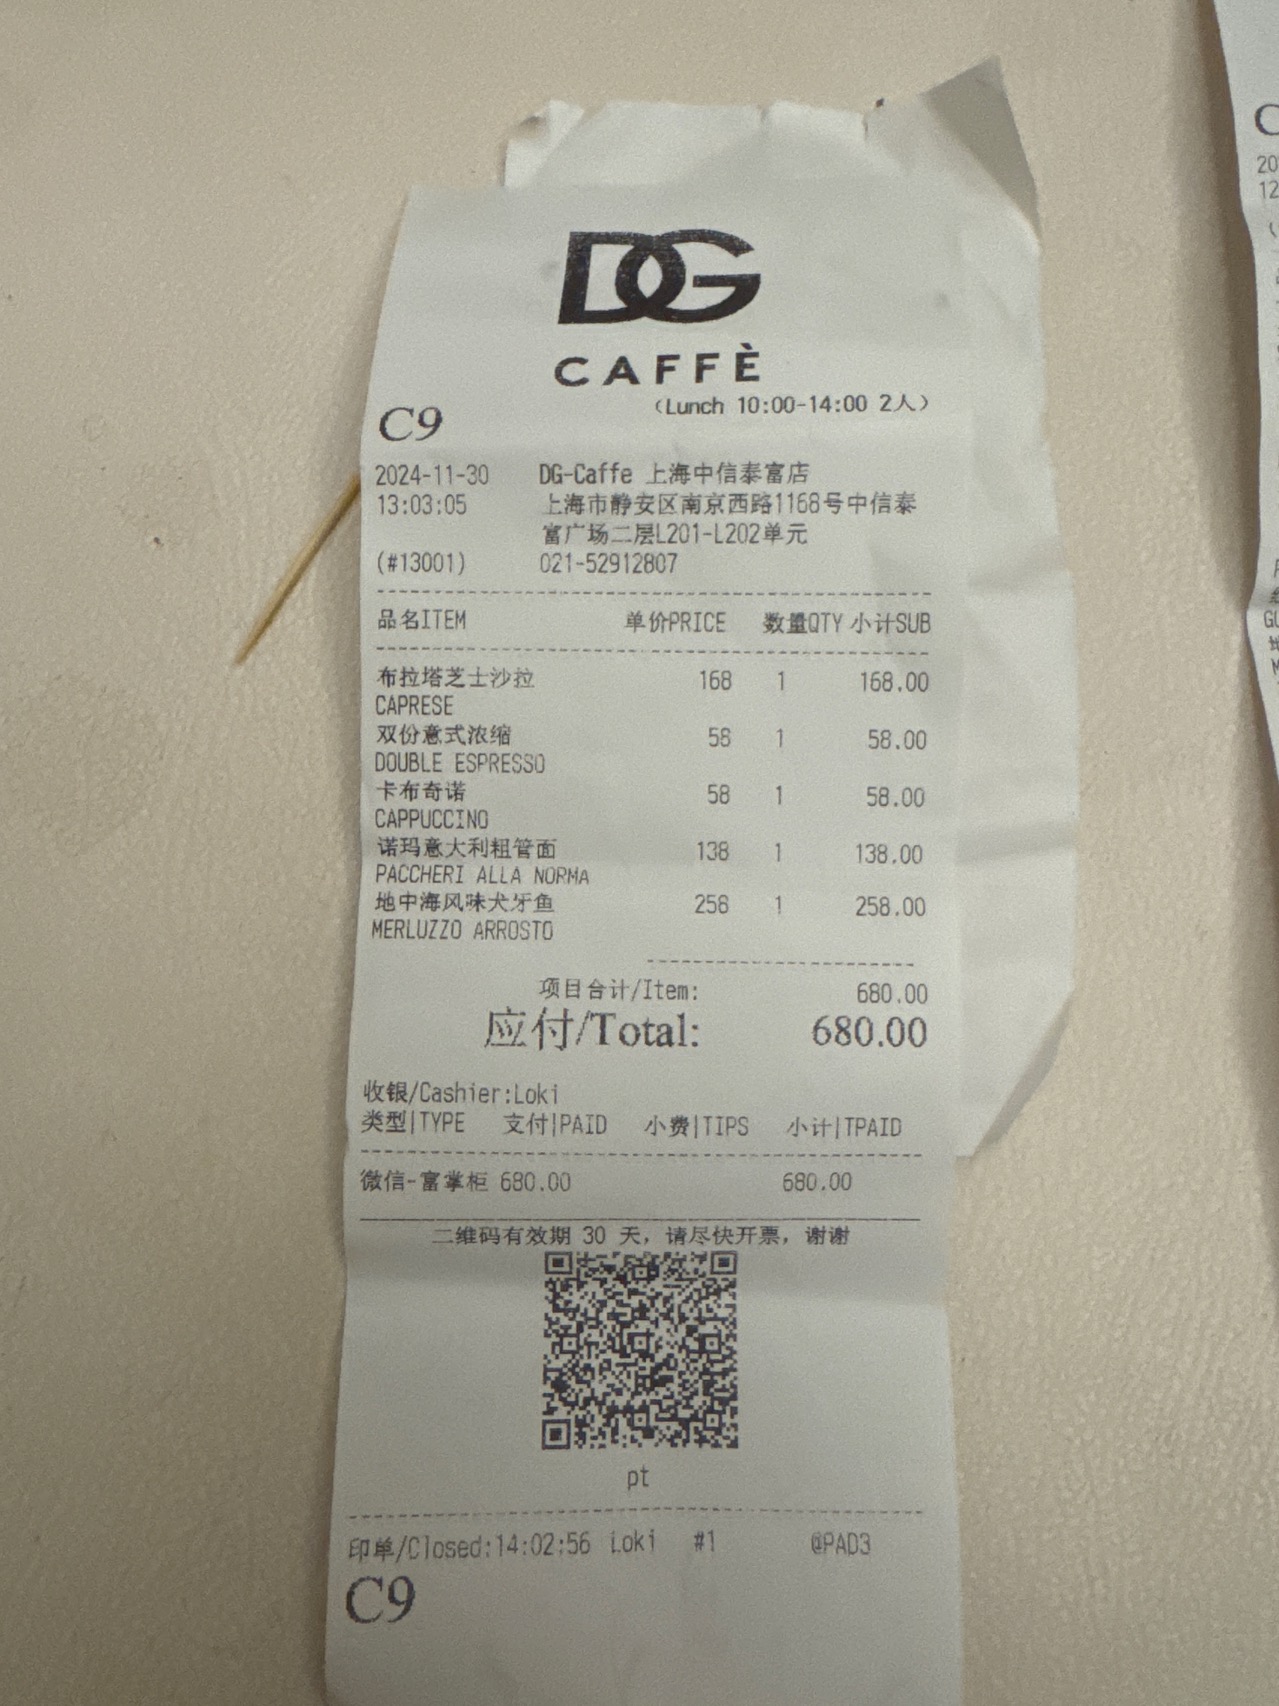 DG
CAFFÈ
(Lunch 10:00-14:00 2人)
C9
2024-11-30 DG-Caffe 上海中信泰富店
13:03:05 上海市静安区南京西路1168号中信泰
富广场二层L201-L202单元
(#13001) 021-52912807
品名ITEM 单价PRICE 数量QTY 小计SUB
布拉塔芝士沙拉 168 1 168.00
CAPRESE
双份意式浓缩 58 1 58.00
DOUBLE ESPRESSO
卡布奇诺 58 1 58.00
CAPPUCCINO
诺玛意大利粗管面 138 1 138.00
PACCHERI ALLA NORMA
地中海风味犬牙鱼 258 1 258.00
MERLUZZO ARROSTO
项目合计/Item: 680.00
应付/Total: 680.00
收银/Cashier:Loki
类型|TYPE 支付|PAID 小费|TIPS 小计|TPAID
微信-富掌柜 680.00 680.00
二维码有效期 30 天，请尽快开票，谢谢
pt
印单/Closed:14:02:56 Loki #1 @PAD3
C9